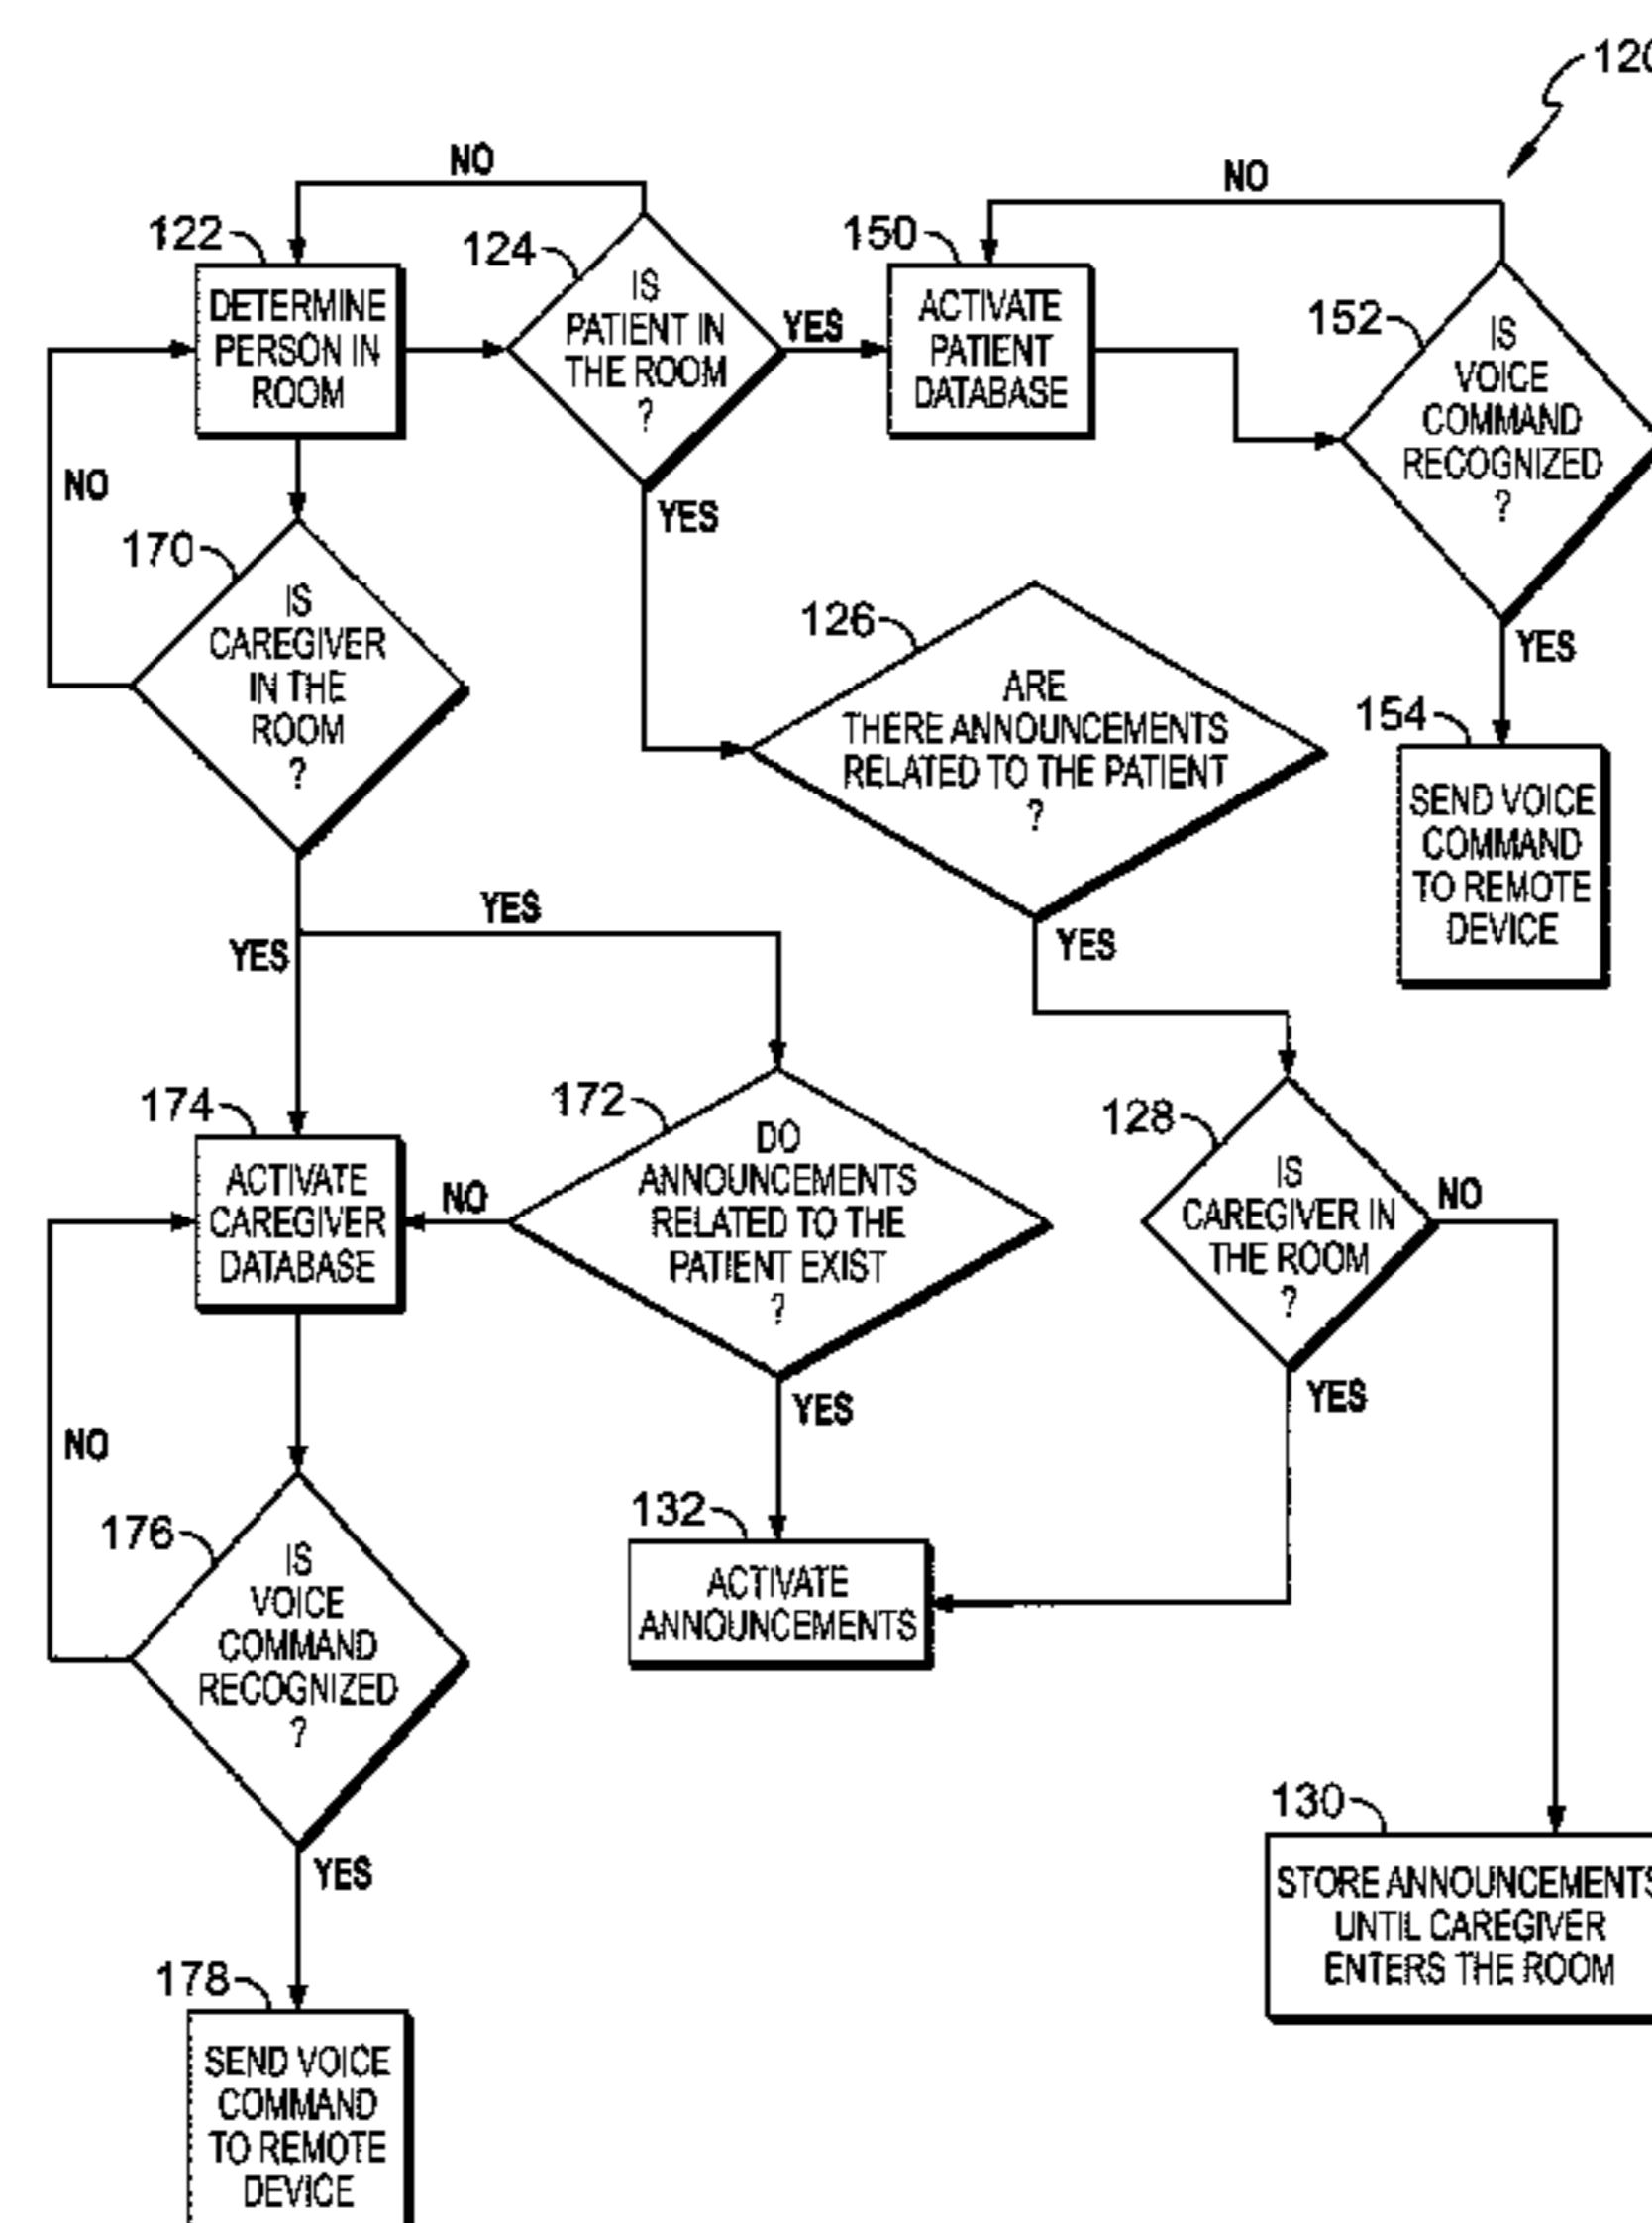 120
NO
NO
122
124
150
152
DETERMINE
PERSON IN
ROOM
IS
PATIENT IN
THE ROOM
?
YES
ACTIVATE
PATIENT
DATABASE
IS
VOICE
COMMAND
RECOGNIZED
?
NO
YES
YES
170
IS
CAREGIVER
IN THE
ROOM
?
126
ARE
THERE ANNOUNCEMENTS
RELATED TO THE PATIENT
?
154
SEND VOICE
COMMAND
TO REMOTE
DEVICE
YES
YES
YES
174
172
128
ACTIVATE
CAREGIVER
DATABASE
NO
DO
ANNOUNCEMENTS
RELATED TO THE
PATIENT EXIST
?
IS
CAREGIVER IN
THE ROOM
?
NO
YES
YES
NO
176
IS
VOICE
COMMAND
RECOGNIZED
?
132
ACTIVATE
ANNOUNCEMENTS
130
STORE ANNOUNCEMENTS
UNTIL CAREGIVER
ENTERS THE ROOM
YES
178
SEND VOICE
COMMAND
TO REMOTE
DEVICE